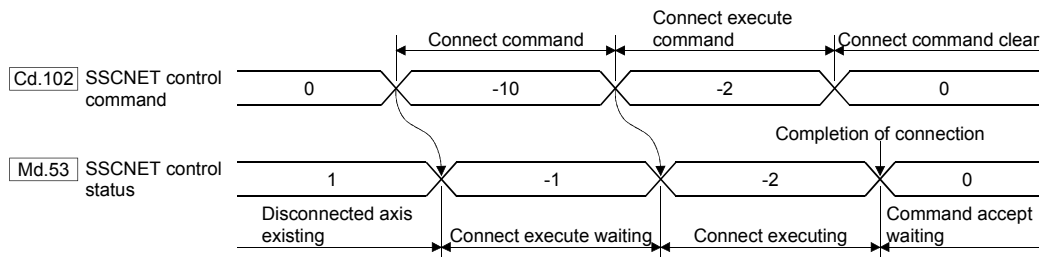 Connect command
Connect execute
command
Connect command clear
Cd.102 SSCNET control
command
0
-10
-2
0
Completion of connection
Md.53 SSCNET control
status
1
-1
-2
0
Disconnected axis
existing
Connect execute waiting
Connect executing
Command accept
waiting